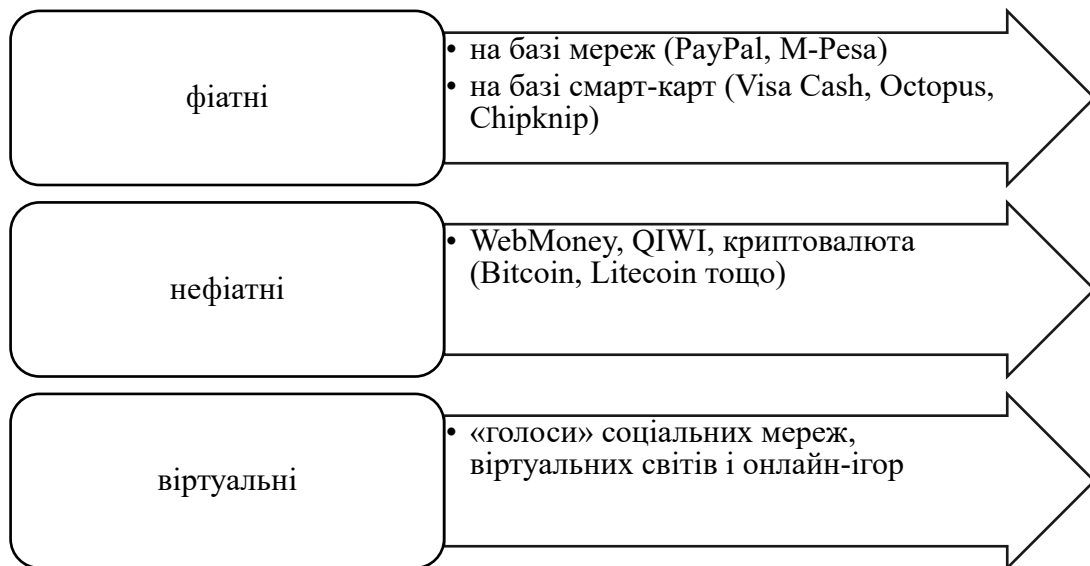 фіатні
• на базі мереж (PayPal, M-Pesa)
• на базі смарт-карт (Visa Cash, Octopus,
Chipknip)
нефіатні
• WebMoney, QIWI, криптовалюта
(Bitcoin, Litecoin тощо)
віртуальні
• «голоси» соціальних мереж,
віртуальних світів і онлайн-ігор